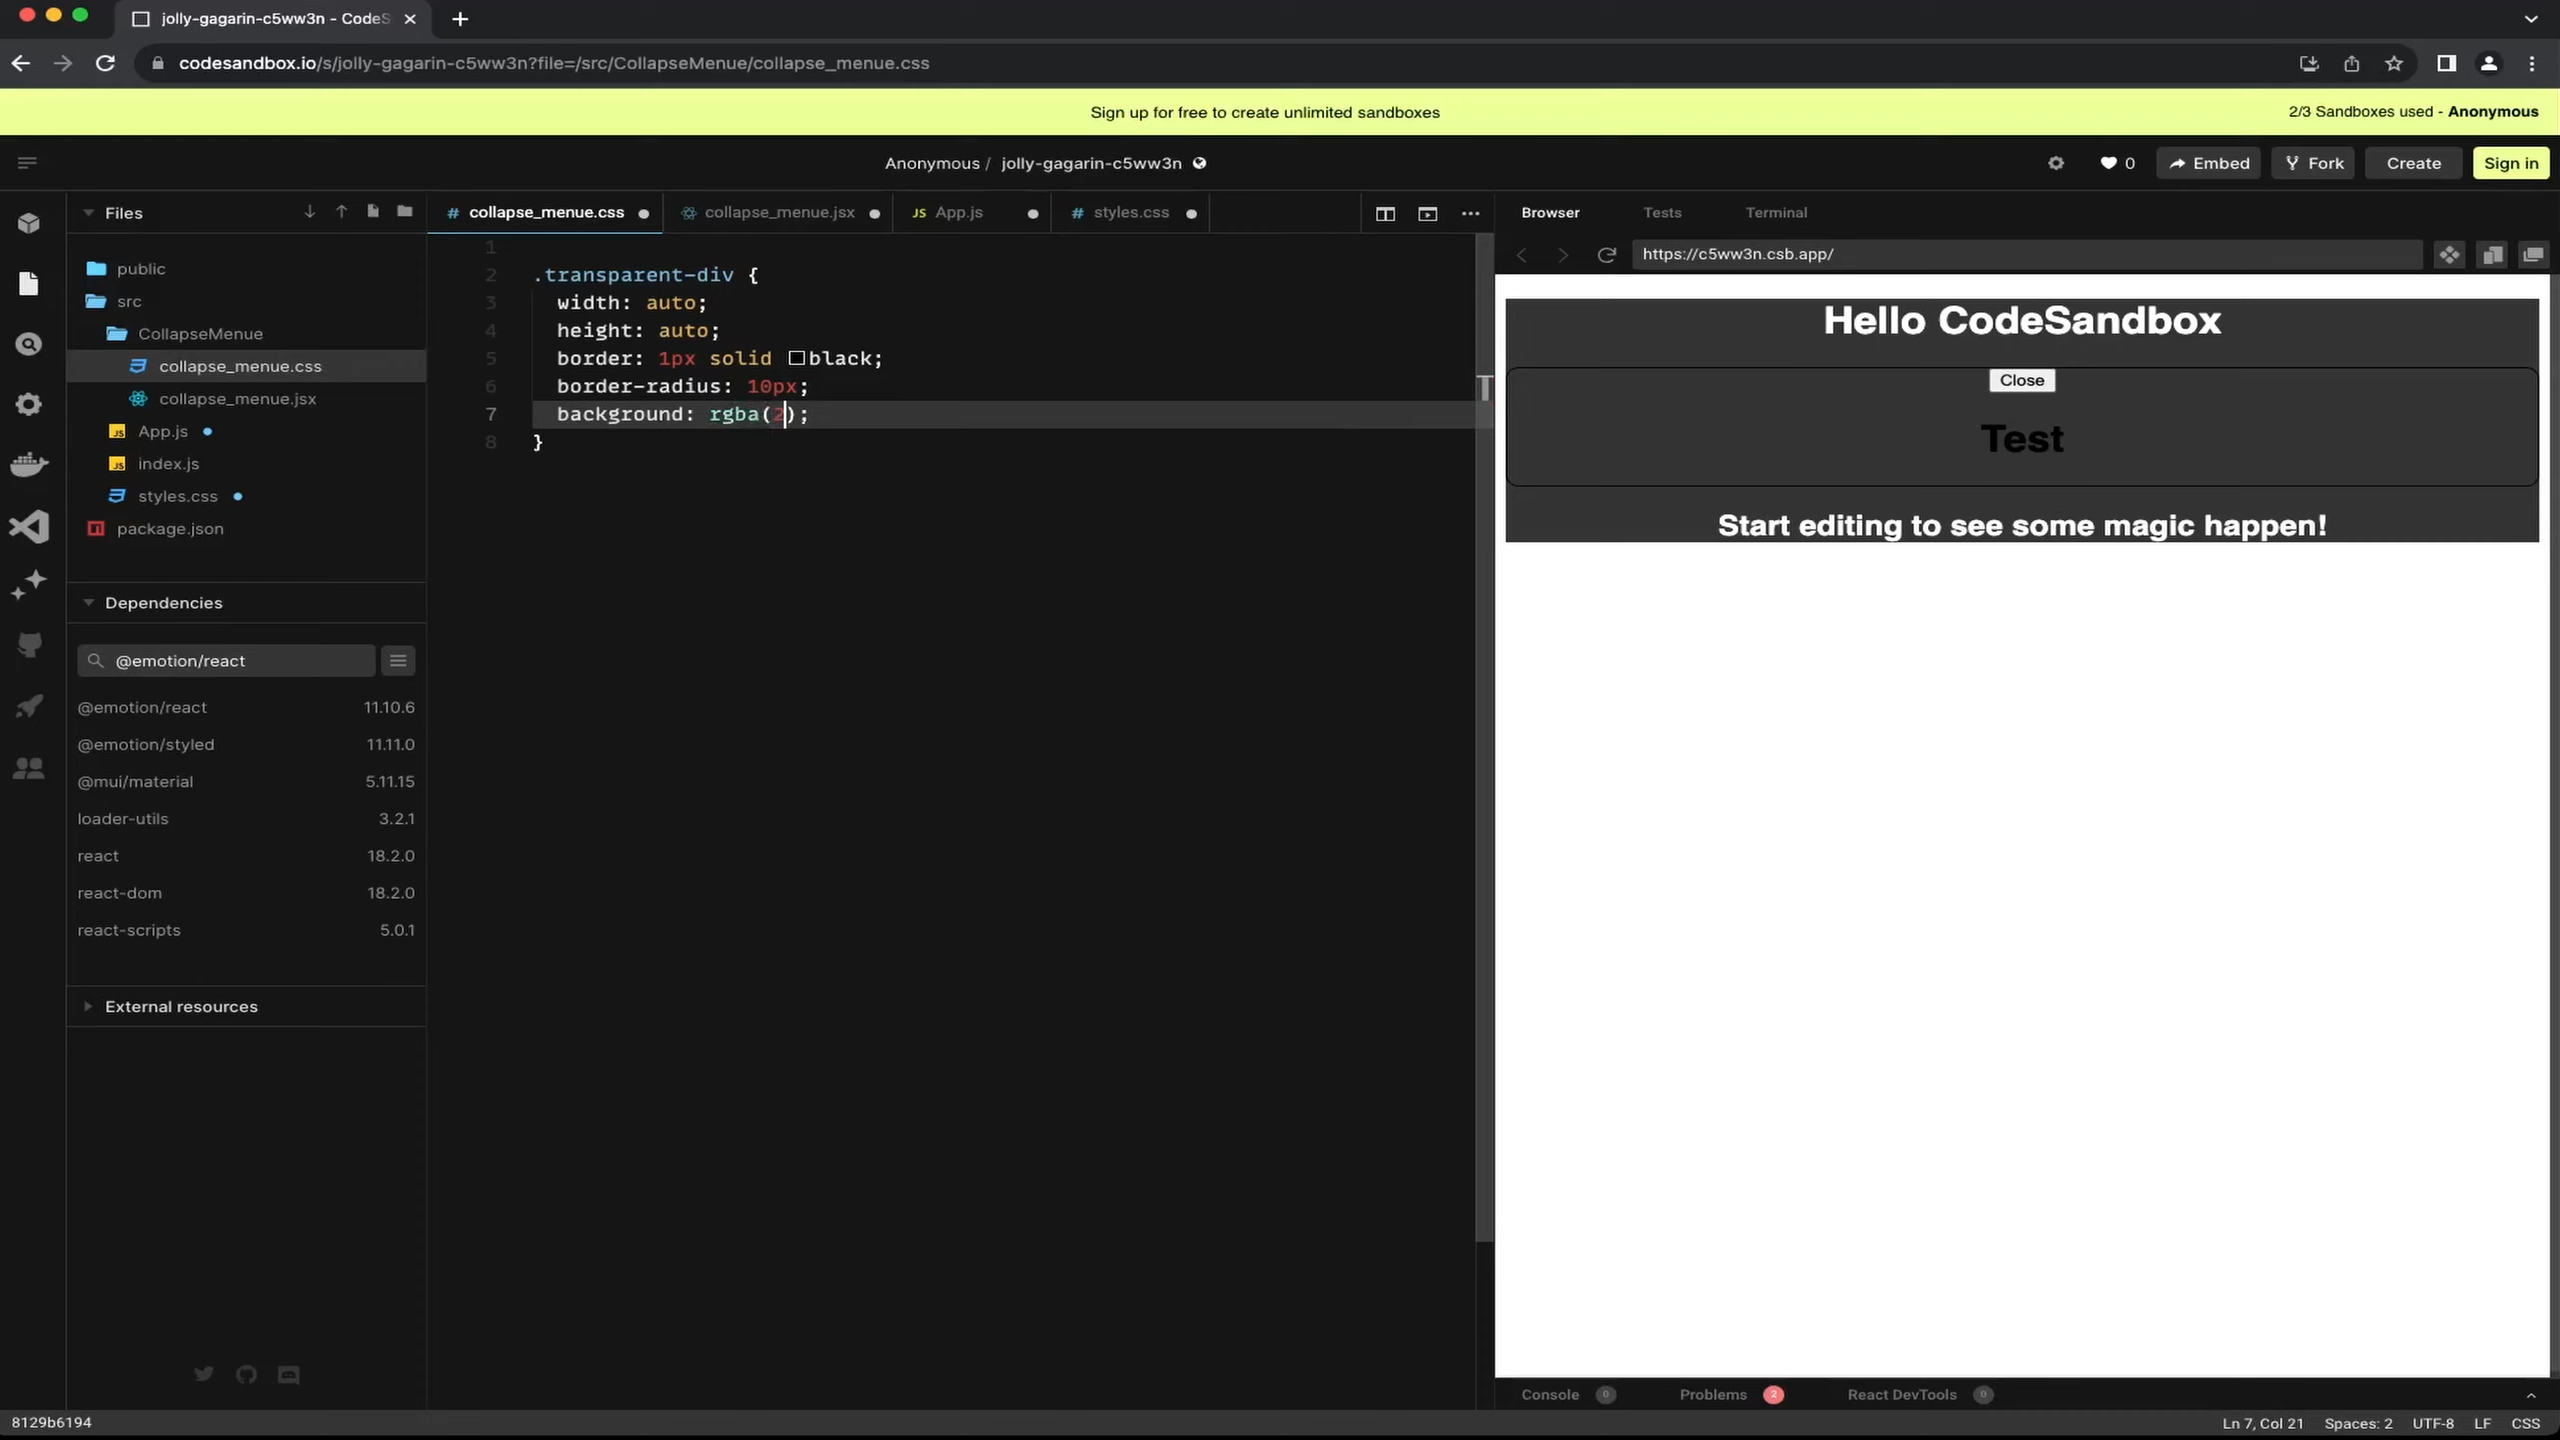 jolly-gagarin-c5ww3n - CodeS
codesandbox.io/s/jolly-gagarin-c5ww3n?file=/src/CollapseMenue/collapse_menue.css
Sign up for free to create unlimited sandboxes
2/3 Sandboxes used - Anonymous
Anonymous / jolly-gagarin-c5ww3n
0
Embed
Fork
Create
Sign in
Files
public
src
CollapseMenue
collapse_menue.css
collapse_menue.jsx
JS App.js
JS index.js
styles.css
package.json
Dependencies
@emotion/react
@emotion/react 11.10.6
@emotion/styled 11.11.0
@mui/material 5.11.15
loader-utils 3.2.1
react 18.2.0
react-dom 18.2.0
react-scripts 5.0.1
External resources
# collapse_menue.css
collapse_menue.jsx
JS App.js
# styles.css
1
2 .transparent-div {
3 width: auto;
4 height: auto;
5 border: 1px solid black;
6 border-radius: 10px;
7 background: rgba(2);
8 }
Browser
Tests
Terminal
https://c5ww3n.csb.app/
Hello CodeSandbox
Close
Test
Start editing to see some magic happen!
Console 0
Problems 2
React DevTools 0
8129b6194
Ln 7, Col 21
Spaces: 2
UTF-8
LF
CSS